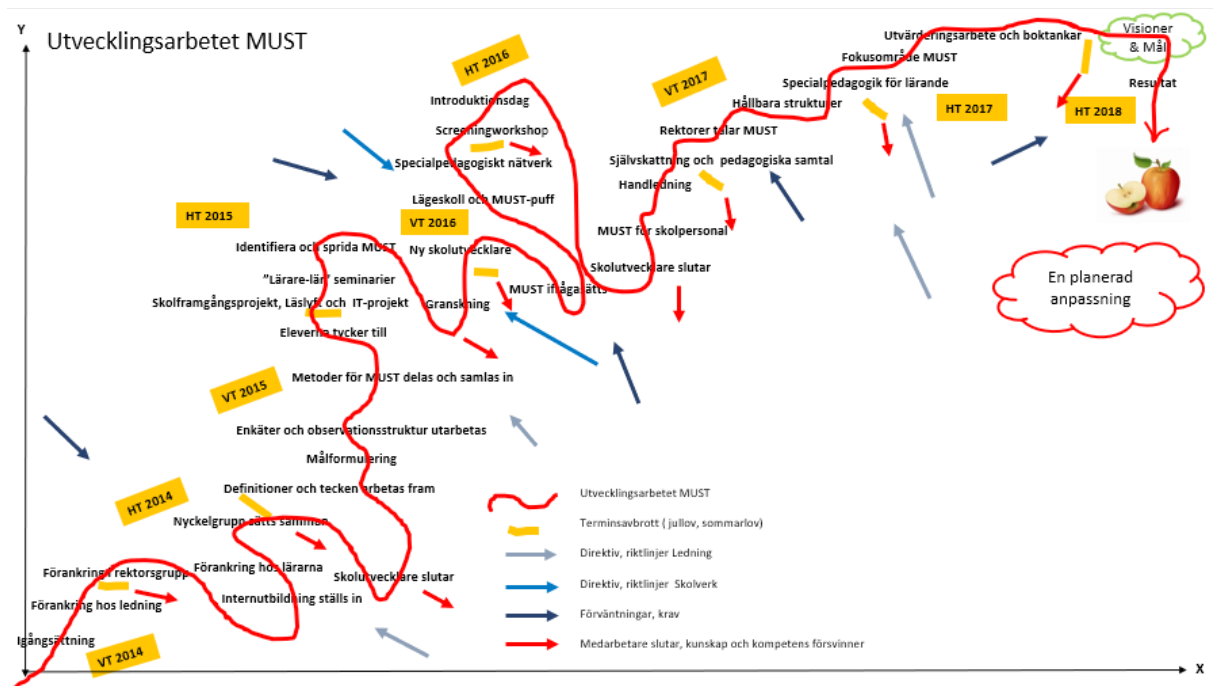 Y
Utvecklingsarbetet MUST
Visioner
& Mål
Utvärderingsarbete och boktankar
Fokusområde MUST
Specialpedagogik för lärande
Resultat
HT 2016
VT 2017
HT 2017
HT 2018
Introduktionsdag
Hållbara strukturer
Screeningworkshop
Rektorer talar MUST
Specialpedagogiskt nätverk
Självskattning och pedagogiska samtal
Handledning
Lägeskoll och MUST-puff
HT 2015
VT 2016
MUST för skolpersonal
Identifiera och sprida MUST
Ny skolutvecklare
Skolutvecklare slutar
"Lärare-lär" seminarier
MUST ifrågasätts
En planerad
anpassning
Skolframgångsprojekt, Läslyft och IT-projekt
Granskning
Eleverna tycker till
Metoder för MUST delas och samlas in
VT 2015
Enkäter och observationsstruktur utarbetas
Målformulering
Definitioner och tecken arbetas fram
HT 2014
Nyckelgrupp sätts samman
Förankring i rektorsgrupp
Förankring hos lärarna
Skolutvecklare slutar
Förankring hos ledning
Internutbildning ställs in
Igångsättning
VT 2014
Utvecklingsarbetet MUST
Terminsavbrott ( jullov, sommarlov)
Direktiv, riktlinjer Ledning
Direktiv, riktlinjer Skolverk
Förväntningar, krav
Medarbetare slutar, kunskap och kompetens försvinner
X